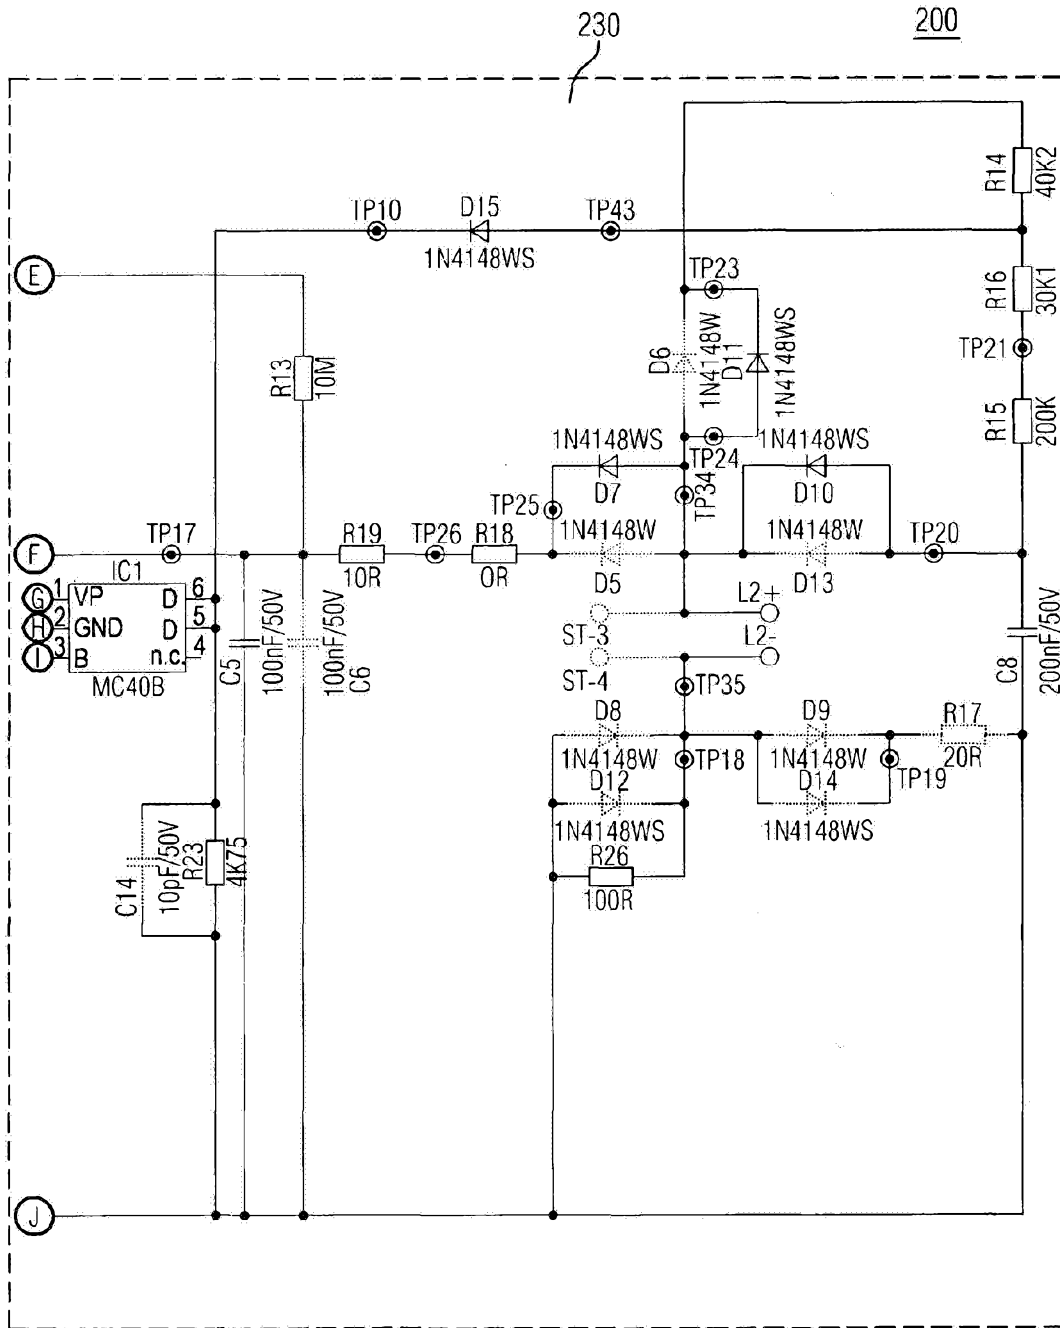 200
230
R14
40K2
TP10
D15
1N4148WS
TP43
E
TP23
R16
30K1
D6
1N4148W
D11
1N4148WS
TP21
R13
10M
R15
200K
1N4148WS
TP24
1N4148WS
D7
TP34
D10
TP25
F
TP17
R19
10R
TP26
R18
0R
1N4148W
D5
1N4148W
D13
TP20
IC1
G
1
VP
D
6
H
2
GND
D
5
I
3
B
n.c.
4
MC40B
C5
100nF/50V
100nF/50V
C6
ST-3
L2+
ST-4
L2-
C8
200nF/50V
TP35
D8
1N4148W
D9
1N4148W
R17
20R
TP18
TP19
D12
1N4148WS
D14
1N4148WS
C14
10pF/50V
R23
4K75
R26
100R
J